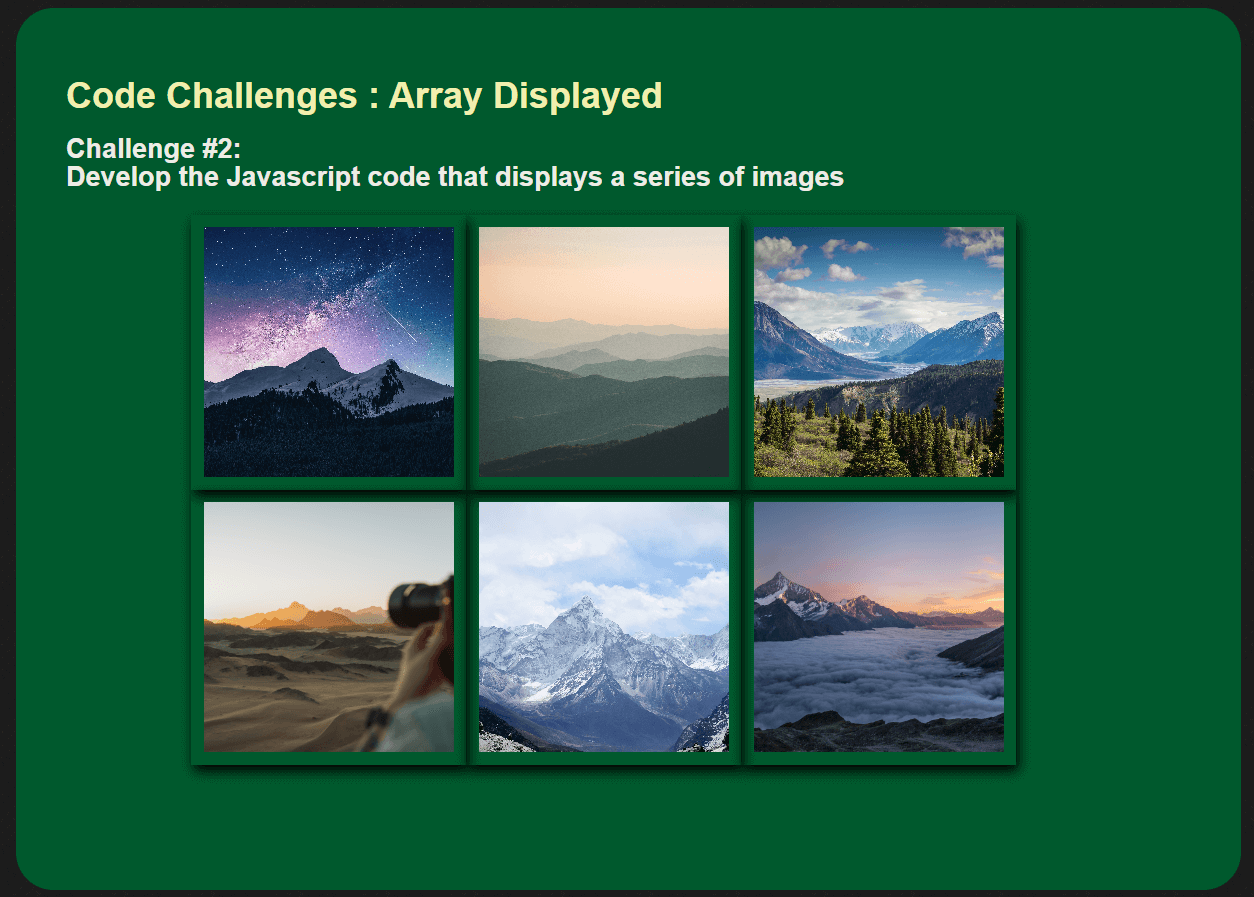 Code Challenges : Array Displayed
Challenge #2:
Develop the Javascript code that displays a series of images